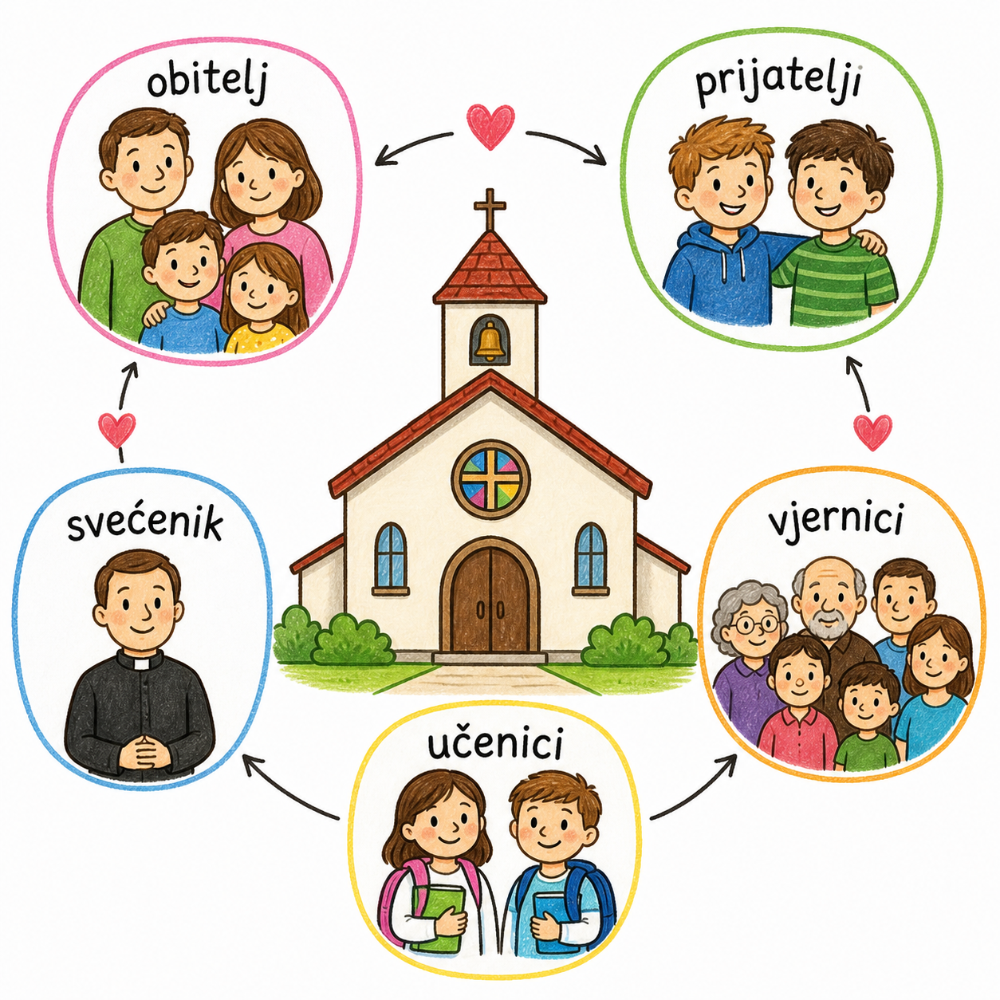 obitelj
prijatelji
svećenik
vjernici
učenici